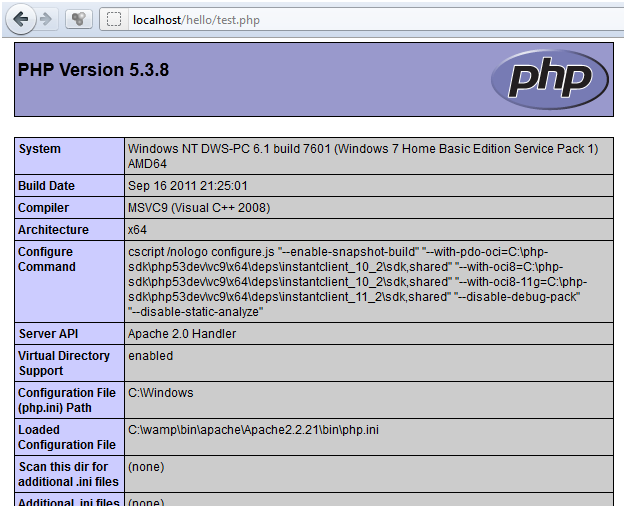 localhost/hello/test.php
PHP Version 5.3.8
php
System
Windows NT DWS-PC 6.1 build 7601 (Windows 7 Home Basic Edition Service Pack 1)
AMD64
Build Date
Sep 16 2011 21:25:01
Compiler
MSVC9 (Visual C++ 2008)
Architecture
x64
Configure
Command
cscript /nologo configure.js "--enable-snapshot-build" "--with-pdo-oci=C:\php-
sdk\php53dev\vc9\x64\deps\instantclient_10_2\sdk,shared" "--with-oci8=C:\php-
sdk\php53dev\vc9\x64\deps\instantclient_10_2\sdk,shared" "--with-oci8-11g=C:\php-
sdk\php53dev\vc9\x64\deps\instantclient_11_2\sdk,shared" "--disable-debug-pack"
"--disable-static-analyze"
Server API
Apache 2.0 Handler
Virtual Directory
Support
enabled
Configuration File
(php.ini) Path
C:\Windows
Loaded
Configuration File
C:\wamp\bin\apache\Apache2.2.21\bin\php.ini
Scan this dir for
additional .ini files
(none)
Additional .ini files
(none)